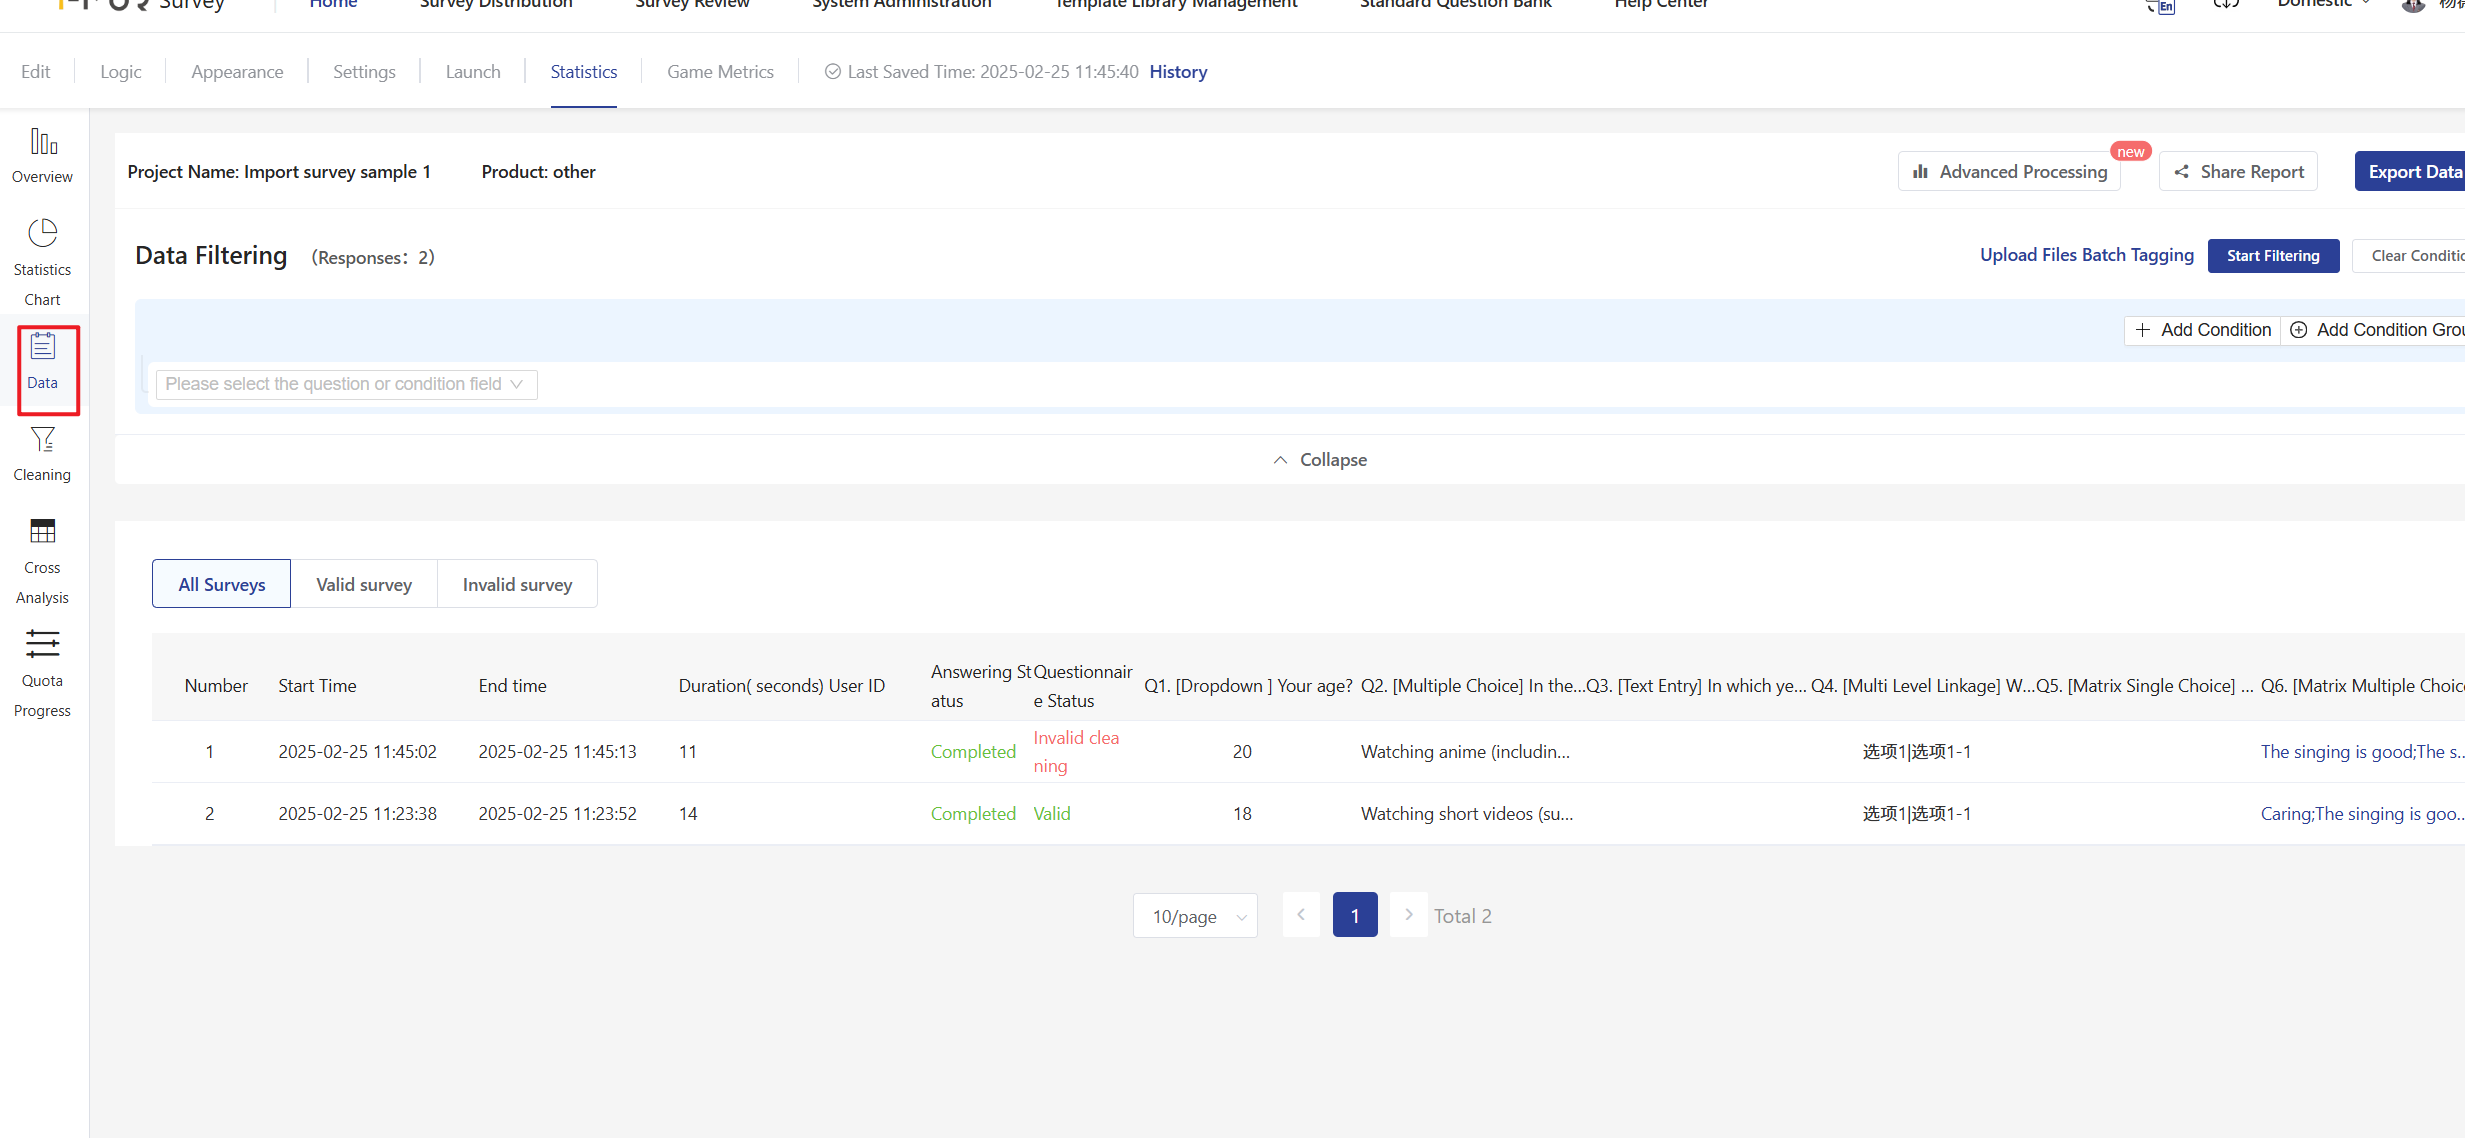 Survey
Home
Survey Distribution
Survey Review
System Administration
Template Library Management
Standard Question Bank
Help Center
En
Domestic
Edit
Logic
Appearance
Settings
Launch
Statistics
Game Metrics
Last Saved Time: 2025-02-25 11:45:40 History
Overview
Statistics
Chart
Data
Cleaning
Cross
Analysis
Quota
Progress
Project Name: Import survey sample 1
Product: other
Advanced Processing
new
Share Report
Export Data
Data Filtering
(Responses: 2)
Upload Files Batch Tagging
Start Filtering
Clear Conditio
Add Condition
Add Condition Grou
Please select the question or condition field
Collapse
All Surveys
Valid survey
Invalid survey
Number
Start Time
End time
Duration( seconds)
User ID
Answering St
atus
Questionnair
e Status
Q1. [Dropdown ] Your age?
Q2. [Multiple Choice] In the...
Q3. [Text Entry] In which ye...
Q4. [Multi Level Linkage] W...
Q5. [Matrix Single Choice] ...
Q6. [Matrix Multiple Choic
1
2025-02-25 11:45:02
2025-02-25 11:45:13
11
Completed
Invalid clea
ning
20
Watching anime (includin...
选项1|选项1-1
The singing is good;The s...
2
2025-02-25 11:23:38
2025-02-25 11:23:52
14
Completed
Valid
18
Watching short videos (su...
选项1|选项1-1
Caring;The singing is goo...
10/page
1
Total 2